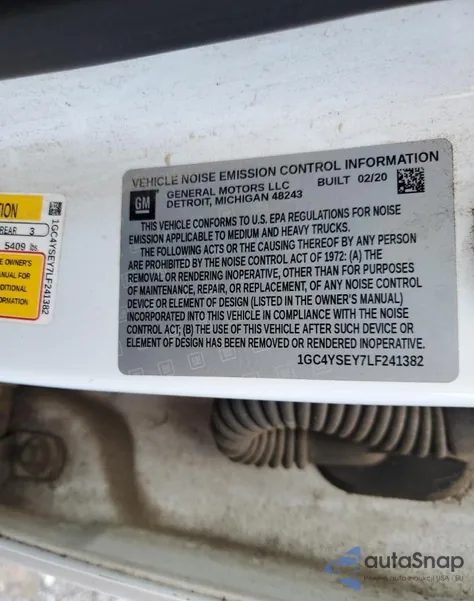 VEHICLE NOISE EMISSION CONTROL INFORMATION
GM
GENERAL MOTORS LLC BUILT 02/20
DETROIT, MICHIGAN 48243
THIS VEHICLE CONFORMS TO U.S. EPA REGULATIONS FOR NOISE
EMISSION APPLICABLE TO MEDIUM AND HEAVY TRUCKS.
THE FOLLOWING ACTS OR THE CAUSING THEREOF BY ANY PERSON
ARE PROHIBITED BY THE NOISE CONTROL ACT OF 1972: (A) THE
REMOVAL OR RENDERING INOPERATIVE, OTHER THAN FOR PURPOSES
OF MAINTENANCE, REPAIR, OR REPLACEMENT, OF ANY NOISE CONTROL
DEVICE OR ELEMENT OF DESIGN (LISTED IN THE OWNER'S MANUAL)
INCORPORATED INTO THIS VEHICLE IN COMPLIANCE WITH THE NOISE
CONTROL ACT; (B) THE USE OF THIS VEHICLE AFTER SUCH DEVICE OR
ELEMENT OF DESIGN HAS BEEN REMOVED OR RENDERED INOPERATIVE.
1GC4YSEY7LF241382
TION
REAR 3
5409 lbs.
E OWNER'S
ANUAL FOR
DDITIONAL
ORMATION
1GC4YSEY7LF241382
autoSnap